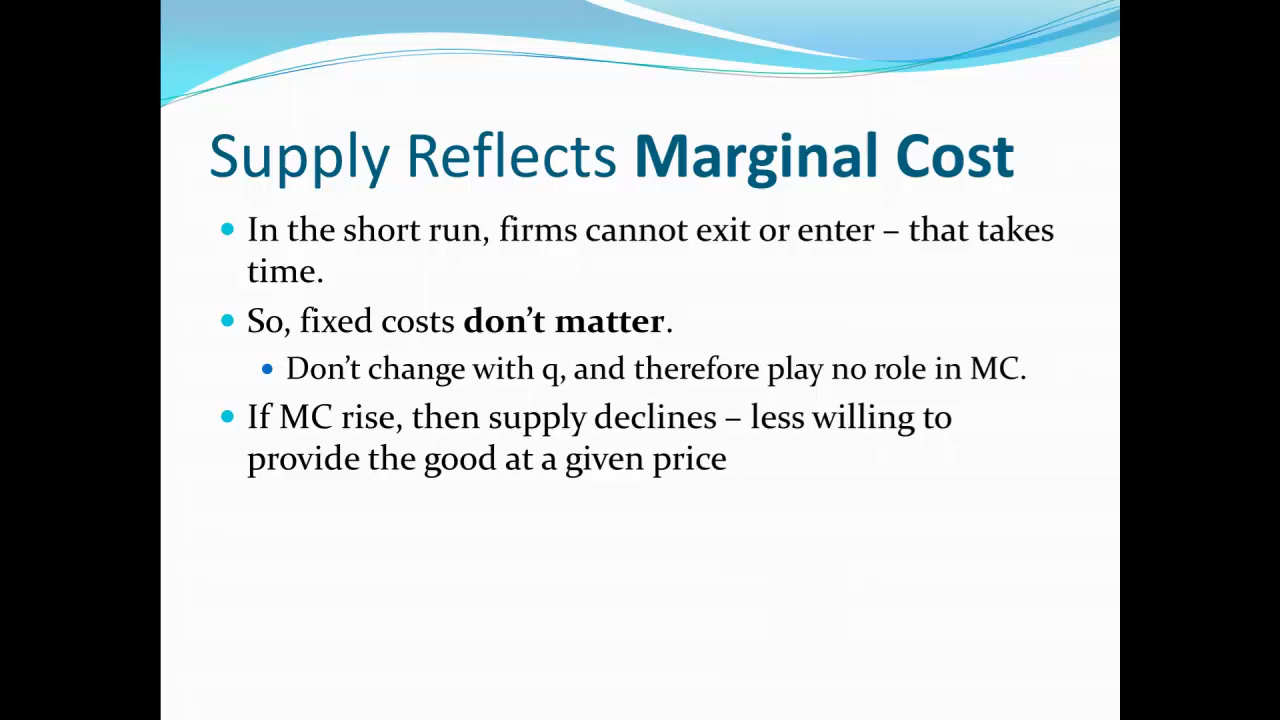 Supply Reflects Marginal Cost
• In the short run, firms cannot exit or enter – that takes
time.
• So, fixed costs don't matter.
• Don't change with q, and therefore play no role in MC.
• If MC rise, then supply declines – less willing to
provide the good at a given price